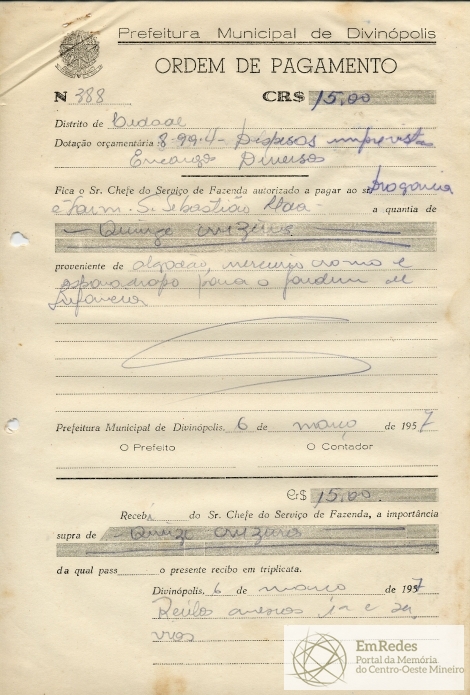 Prefeitura Municipal de Divinópolis
ORDEM DE PAGAMENTO
N 388 CR$ 15,00
Distrito de Cidade
Dotação orçamentária: 8-99-4- Despesas imprevistas
Encargos Diversos
Fica o Sr. Chefe do Serviço de Fazenda autorizado a pagar ao sr. Drogaria
e Farm. S. Sebastião Ltda - a quantia de
- Quinze cruzeiros
proveniente de algodão, mercurio cromo e
esparadrapo para o Jardim de
Infancia
Prefeitura Municipal de Divinópolis, 6 de março de 1957
O Prefeito O Contador
Cr$ 15,00
Receb do Sr. Chefe do Serviço de Fazenda, a importância
supra de - Quinze cruzeiros
da qual pass o presente recibo em triplicata.
Divinópolis, 6 de março de 1957
anexos 1a e 2a
vias
EmRedes
Portal da Memória
do Centro-Oeste Mineiro